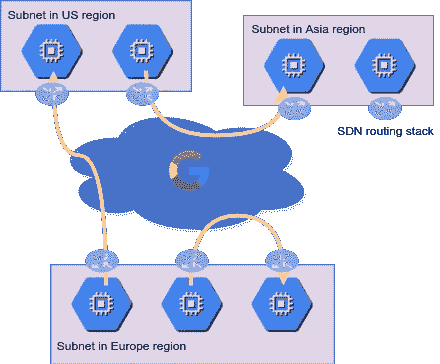 Subnet in US region
Subnet in Asia region
SDN routing stack
Subnet in Europe region